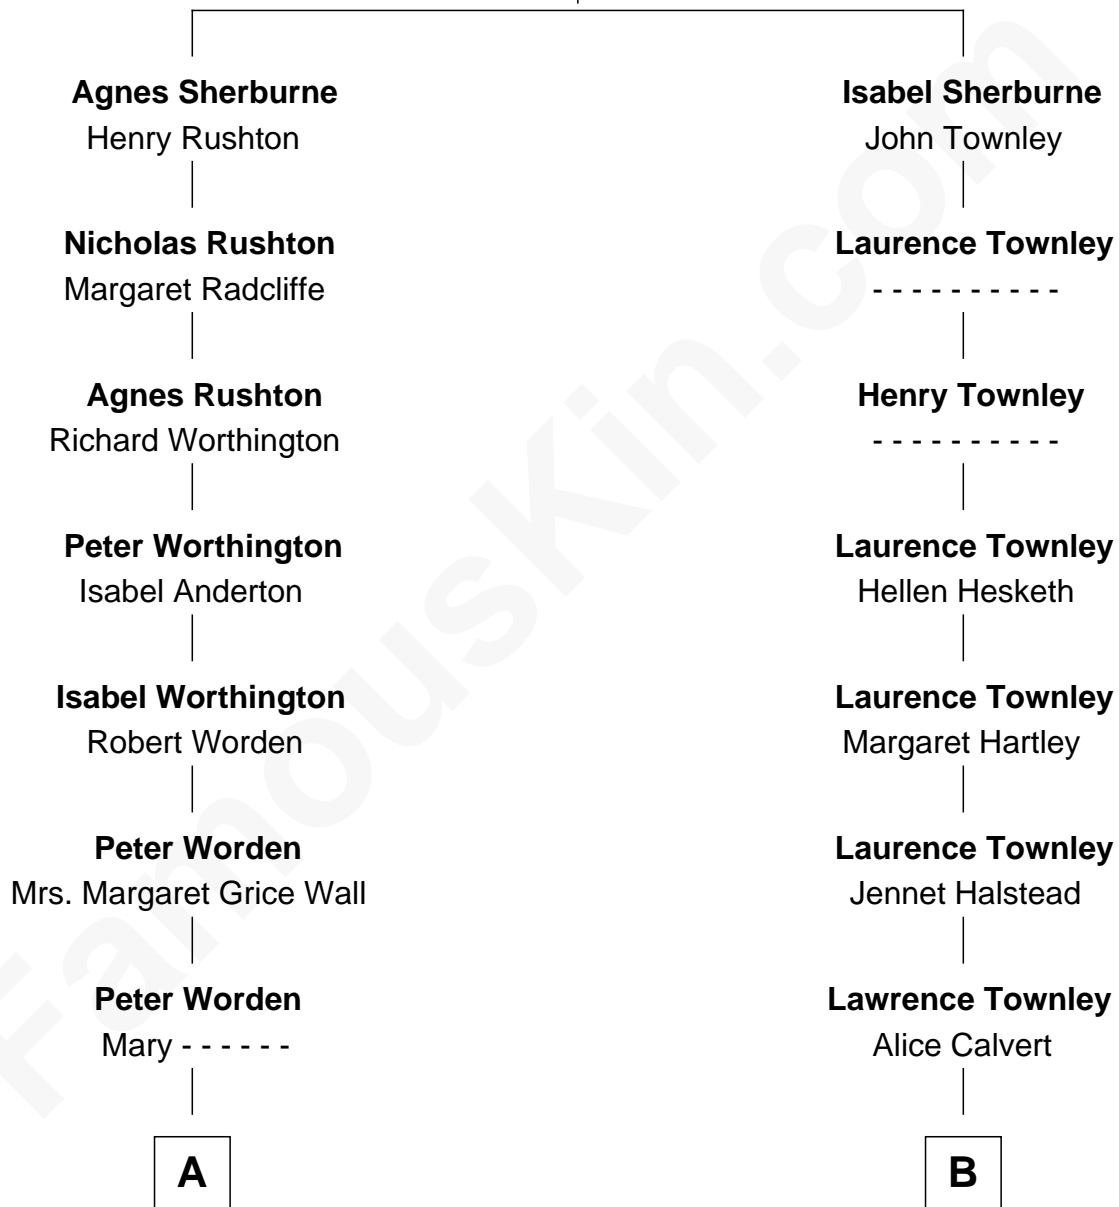 Agnes Sherburne
Henry Rushton
Nicholas Rushton
Margaret Radcliffe
Agnes Rushton
Richard Worthington
Peter Worthington
Isabel Anderton
Isabel Worthington
Robert Worden
Peter Worden
Mrs. Margaret Grice Wall
Peter Worden
Mary - - - - - -
A
Isabel Sherburne
John Townley
Laurence Townley
- - - - - - - - - -
Henry Townley
- - - - - - - - - -
Laurence Townley
Hellen Hesketh
Laurence Townley
Margaret Hartley
Laurence Townley
Jennet Halstead
Lawrence Townley
Alice Calvert
B
FamousKin.com